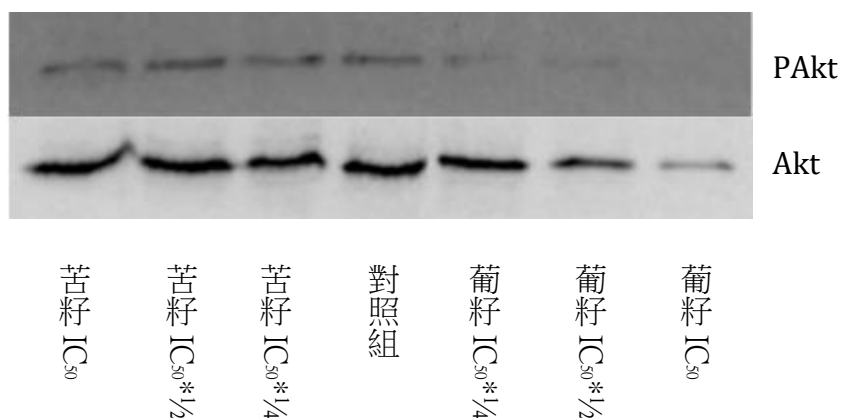 PAkt
Akt
苦籽 IC₅₀
苦籽 IC₅₀*½
苦籽 IC₅₀*¼
對照組
葡籽 IC₅₀*¼
葡籽 IC₅₀*½
葡籽 IC₅₀